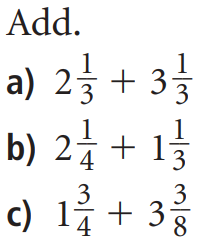 Add.
a) 2 1/3 + 3 1/3
b) 2 1/4 + 1 1/3
c) 1 3/4 + 3 3/8